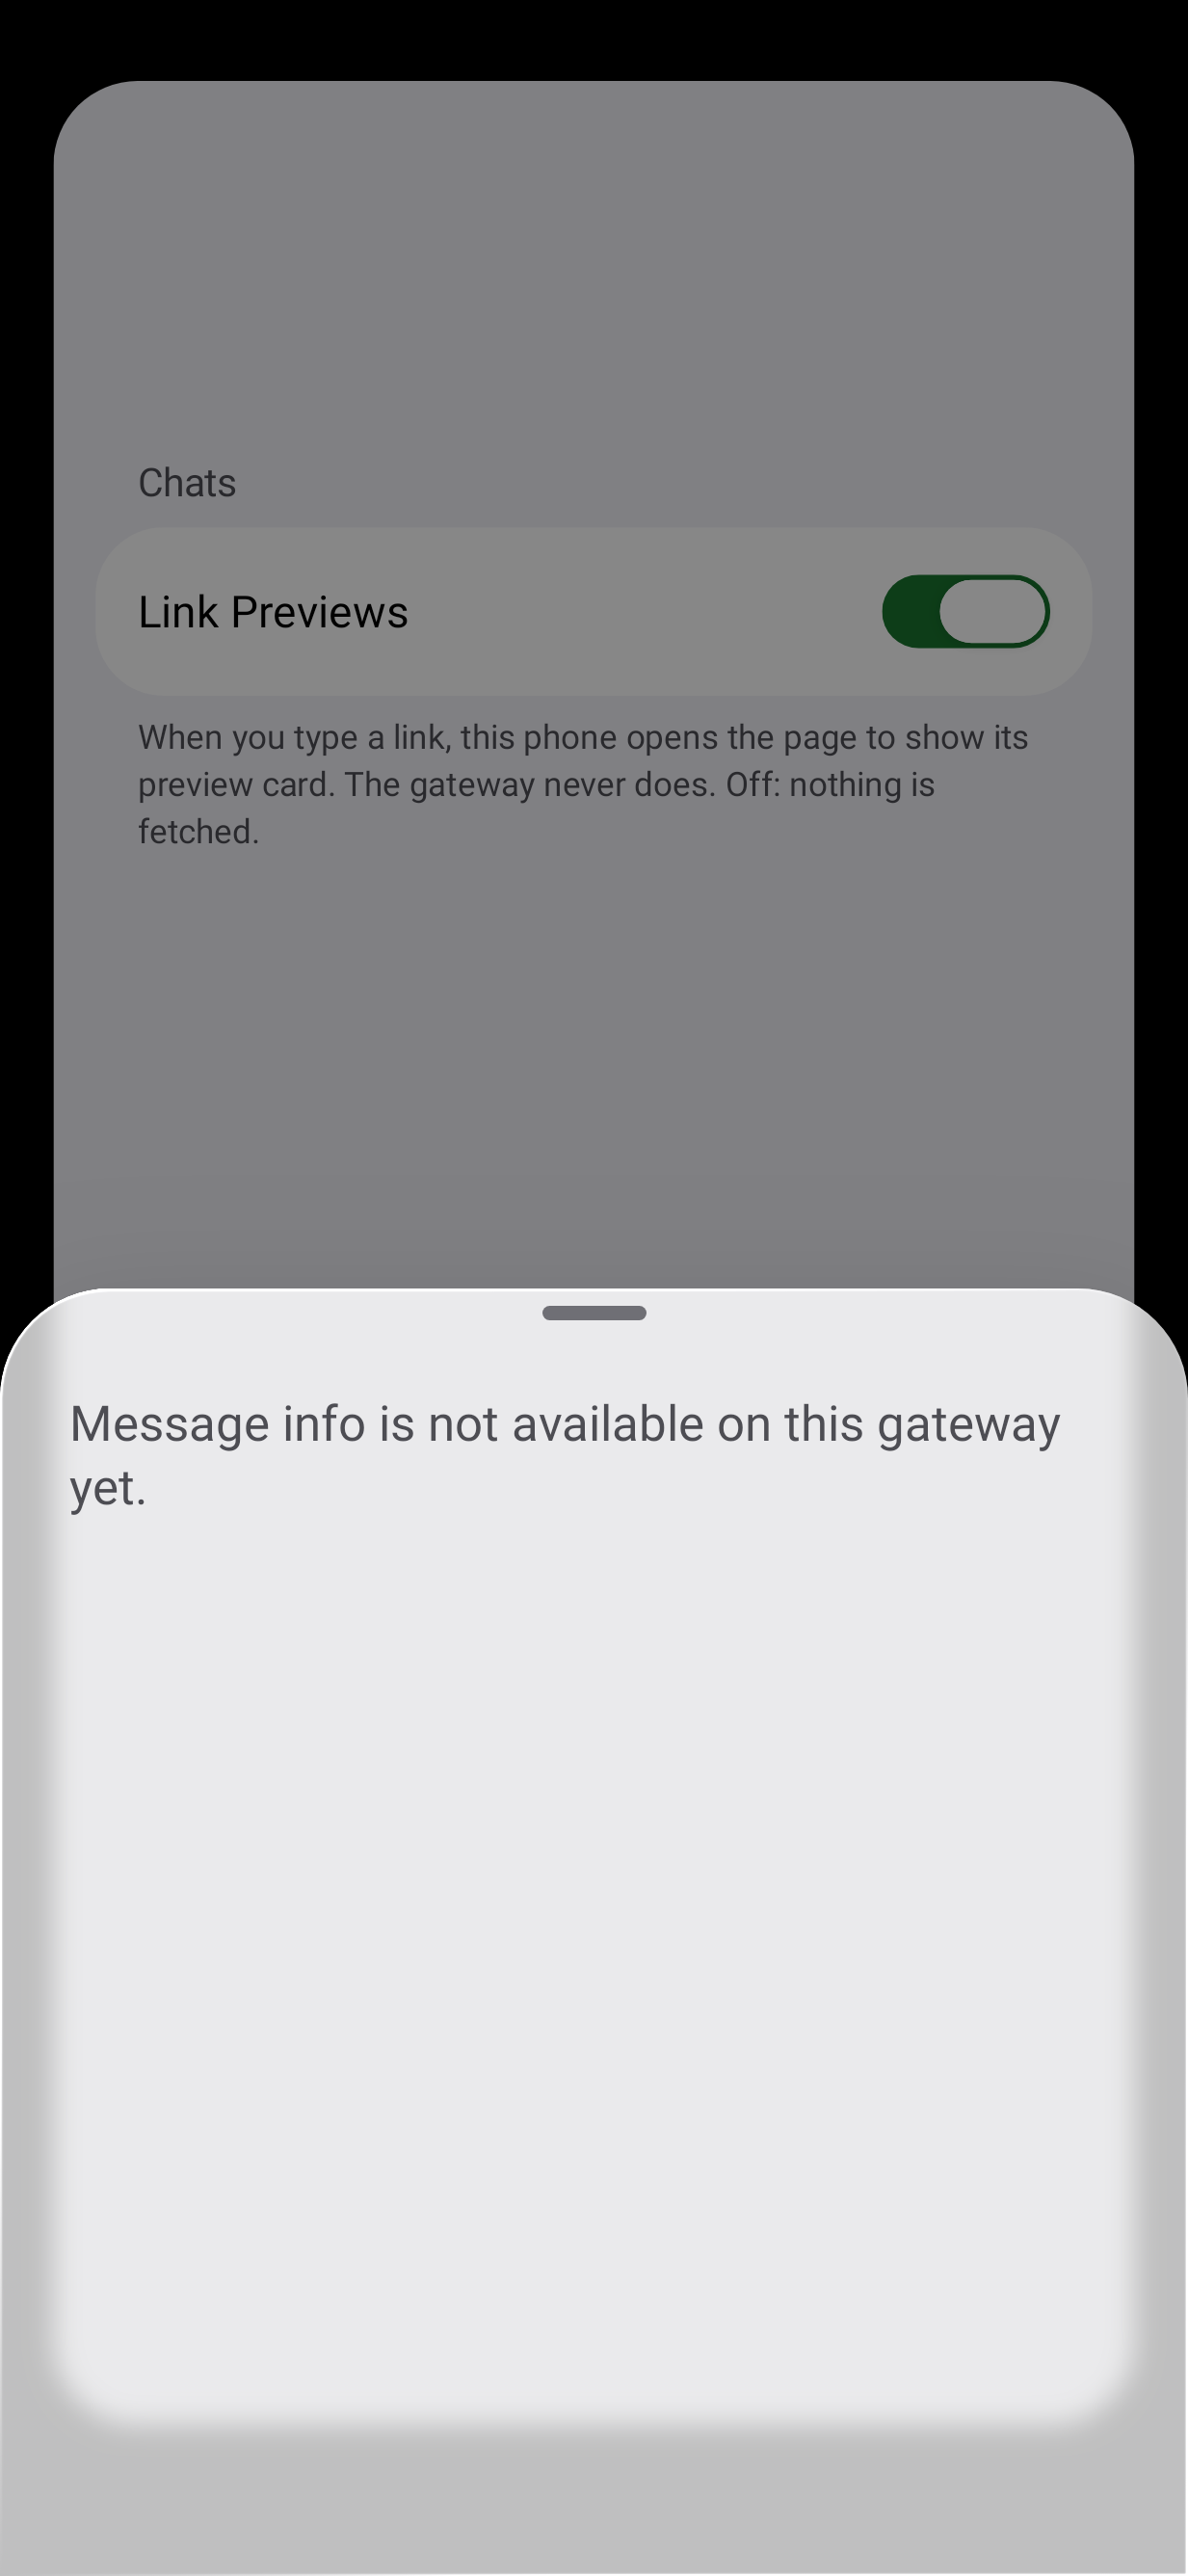 Chats
Link Previews
When you type a link, this phone opens the page to show its
preview card. The gateway never does. Off: nothing is
fetched.
Message info is not available on this gateway
yet.